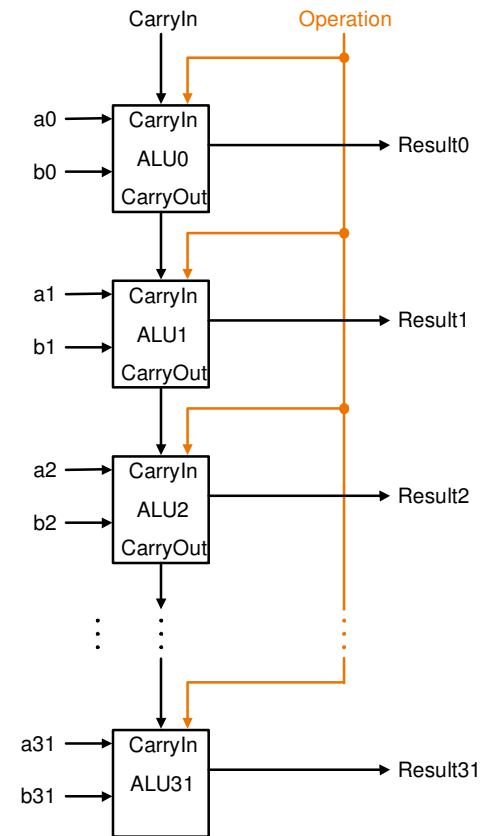 CarryIn
Operation
a0
CarryIn
b0
ALU0
CarryOut
Result0
a1
CarryIn
b1
ALU1
CarryOut
Result1
a2
CarryIn
b2
ALU2
CarryOut
Result2
a31
CarryIn
b31
ALU31
Result31